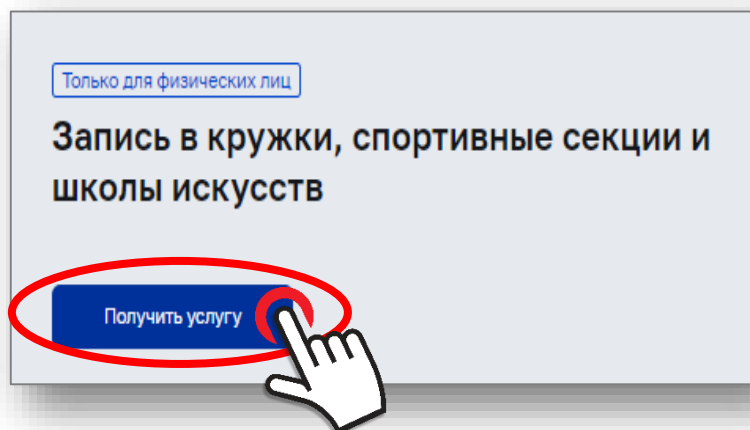 Только для физических лиц
Запись в кружки, спортивные секции и
школы искусств
Получить услугу